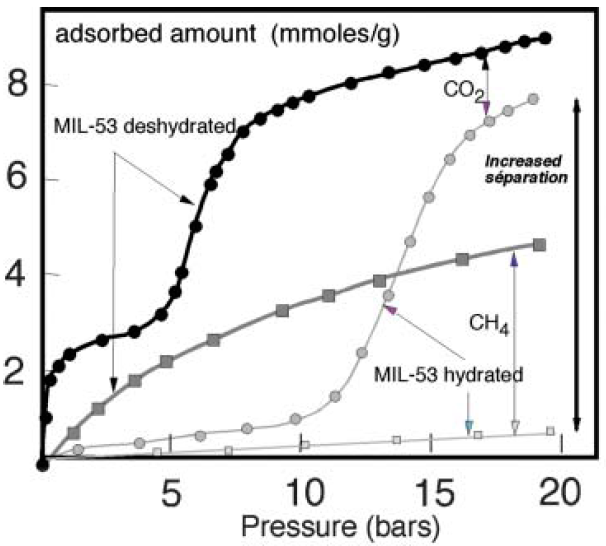 adsorbed amount (mmoles/g)
8
CO2
MIL-53 deshydrated
Increased
séparation
6
4
CH4
2
MIL-53 hydrated
5
10
15
20
Pressure (bars)